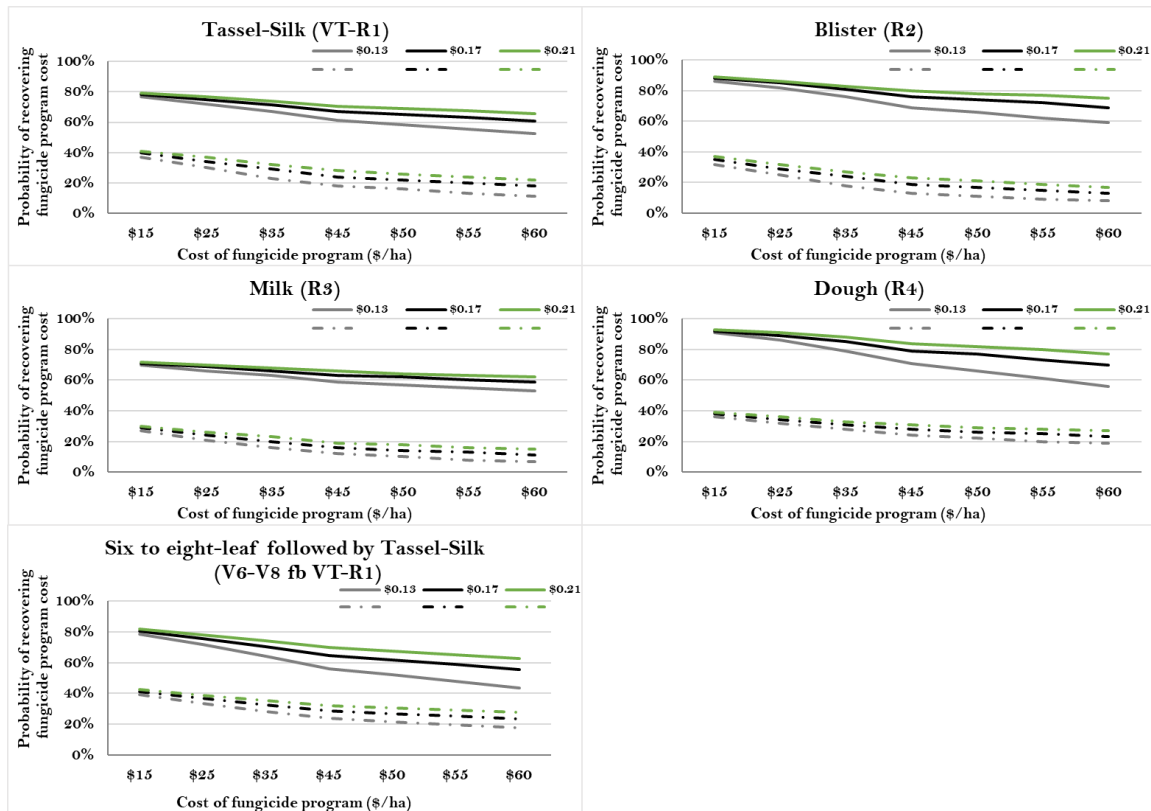 Tassel-Silk (VT-R1)
$0.13 $0.17 $0.21
Probability of recovering
fungicide program cost
100%
80%
60%
40%
20%
0%
$15 $25 $35 $45 $50 $55 $60
Cost of fungicide program ($/ha)
Blister (R2)
$0.13 $0.17 $0.21
Probability of recovering
fungicide program cost
100%
80%
60%
40%
20%
0%
$15 $25 $35 $45 $50 $55 $60
Cost of fungicide program ($/ha)
Milk (R3)
$0.13 $0.17 $0.21
Probability of recovering
fungicide program cost
100%
80%
60%
40%
20%
0%
$15 $25 $35 $45 $50 $55 $60
Cost of fungicide program ($/ha)
Dough (R4)
$0.13 $0.17 $0.21
Probability of recovering
fungicide program cost
100%
80%
60%
40%
20%
0%
$15 $25 $35 $45 $50 $55 $60
Cost of fungicide program ($/ha)
Six to eight-leaf followed by Tassel-Silk
(V6-V8 fb VT-R1)
$0.13 $0.17 $0.21
Probability of recovering
fungicide program cost
100%
80%
60%
40%
20%
0%
$15 $25 $35 $45 $50 $55 $60
Cost of fungicide program ($/ha)